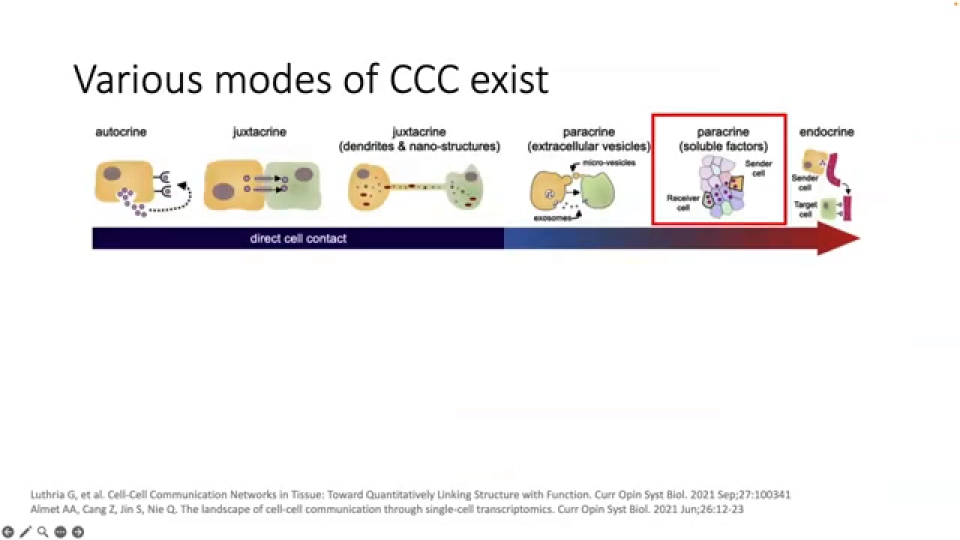 Various modes of CCC exist
autocrine
juxtacrine
juxtacrine
(dendrites & nano-structures)
paracrine
(extracellular vesicles)
micro-vesicles
exosomes
paracrine
(soluble factors)
Sender
cell
Receiver
cell
endocrine
Sender
cell
Target
cell
direct cell contact
Luthria G, et al. Cell-Cell Communication Networks in Tissue: Toward Quantitatively Linking Structure with Function. Curr Opin Syst Biol. 2021 Sep;27:100341
Almet AA, Cang Z, Jin S, Nie Q. The landscape of cell-cell communication through single-cell transcriptomics. Curr Opin Syst Biol. 2021 Jun;26:12-23